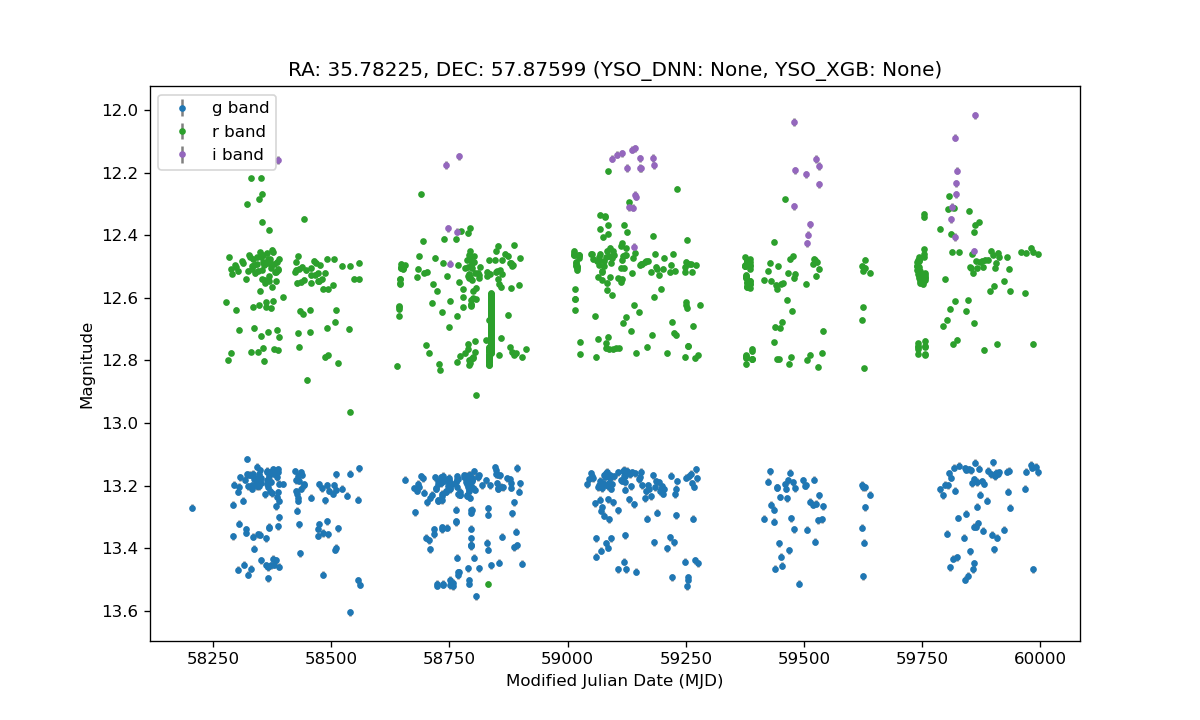 RA: 35.78225, DEC: 57.87599 (YSO_DNN: None, YSO_XGB: None)
g band
r band
i band
Magnitude
12.0
12.2
12.4
12.6
12.8
13.0
13.2
13.4
13.6
58250 58500 58750 59000 59250 59500 59750 60000
Modified Julian Date (MJD)